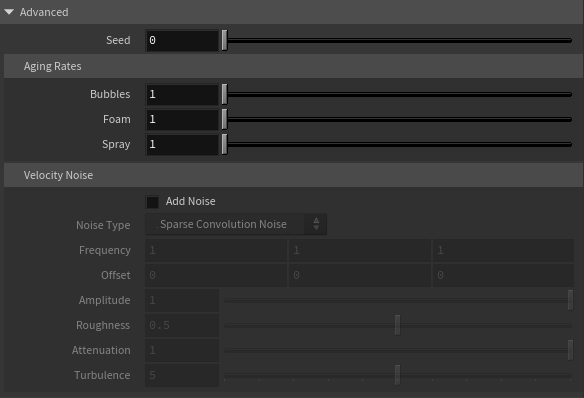 Advanced
Seed 0
Aging Rates
Bubbles 1
Foam 1
Spray 1
Velocity Noise
Add Noise
Noise Type Sparse Convolution Noise
Frequency 1 1 1
Offset 0 0 0
Amplitude 1
Roughness 0.5
Attenuation 1
Turbulence 5